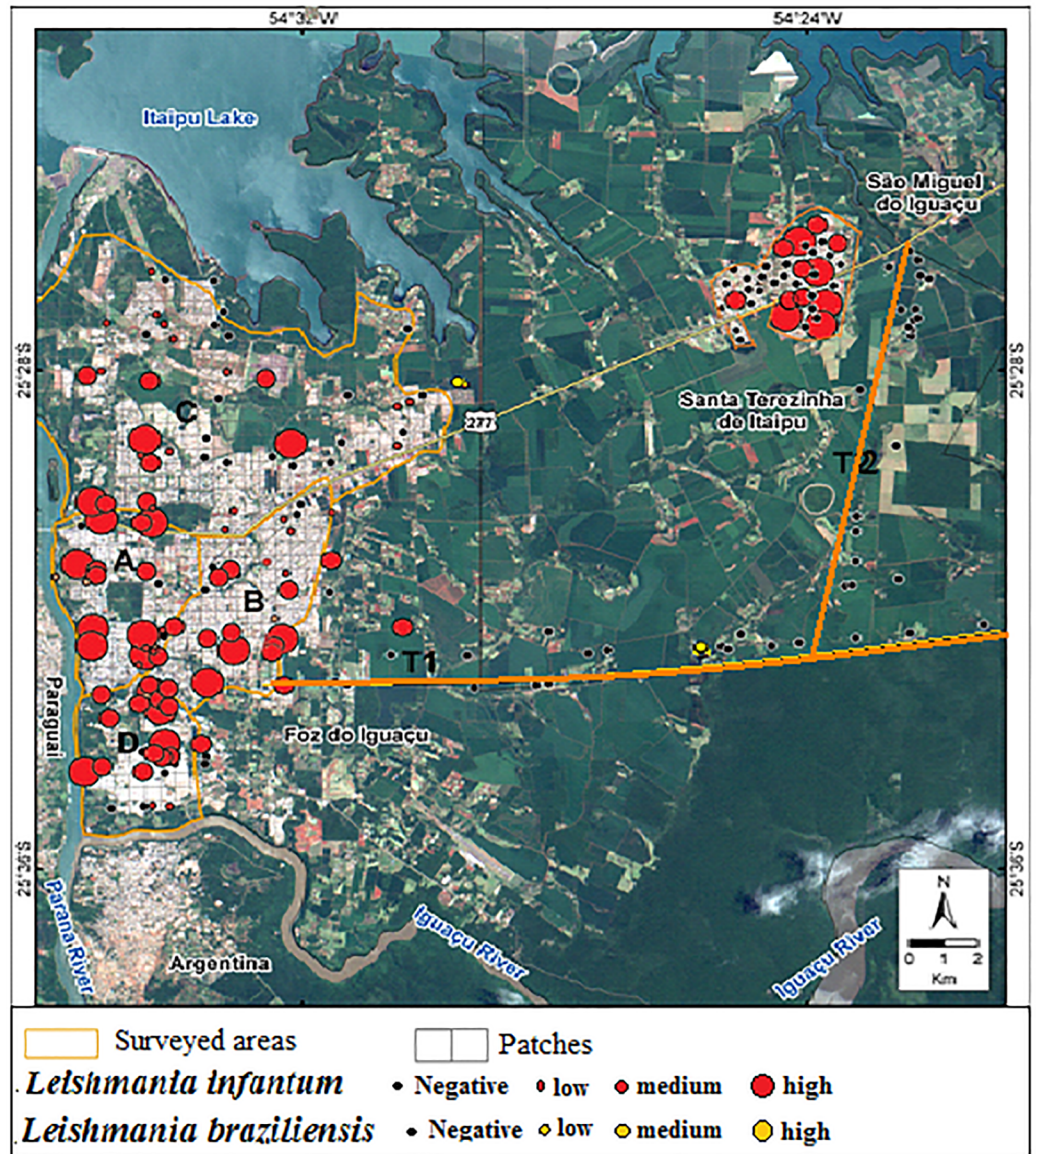 54°32'W 54°24'W
Itaipu Lake
São Miguel
do Iguaçu
25°28'S 25°28'S
Santa Terezinha
de Itaipu
277
C
T2
A
B
T1
Paraguai
D
Foz do Iguaçu
25°36'S 25°36'S
N
Parana River
Iguaçu River
Iguaçu River
Argentina
0 1 2
Km
Surveyed areas Patches
Leishmania infantum Negative low medium high
Leishmania braziliensis Negative low medium high